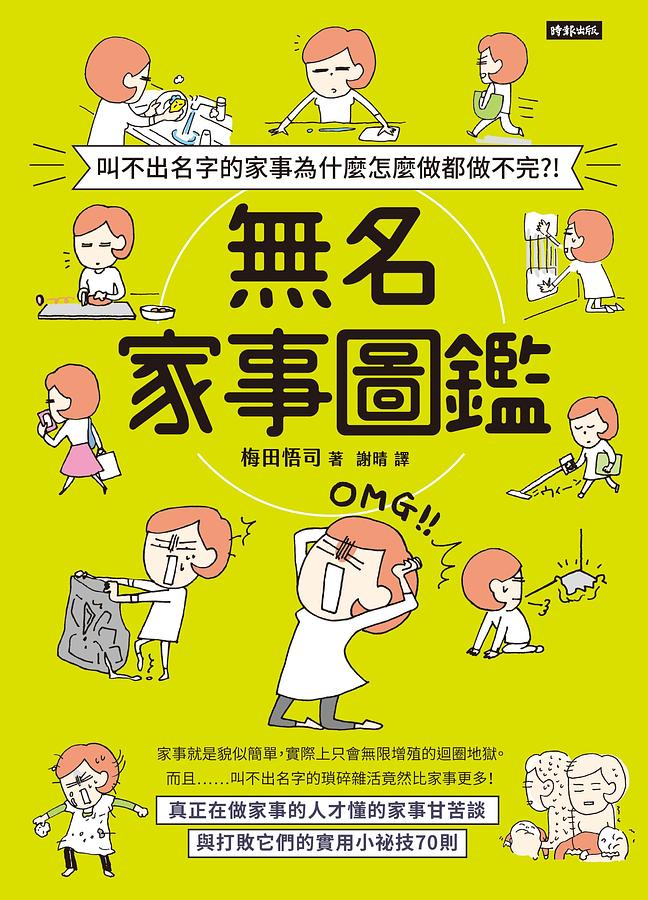 時報出版
叫不出名字的家事為什麼怎麼做都做不完?!
無名
家事圖鑑
梅田悟司 著 謝晴 譯
ウィーン
OMG!!
家事就是貌似簡單，實際上只會無限增殖的迴圈地獄。
而且……叫不出名字的瑣碎雜活竟然比家事更多！
真正在做家事的人才懂的家事甘苦談
與打敗它們的實用小祕技70則